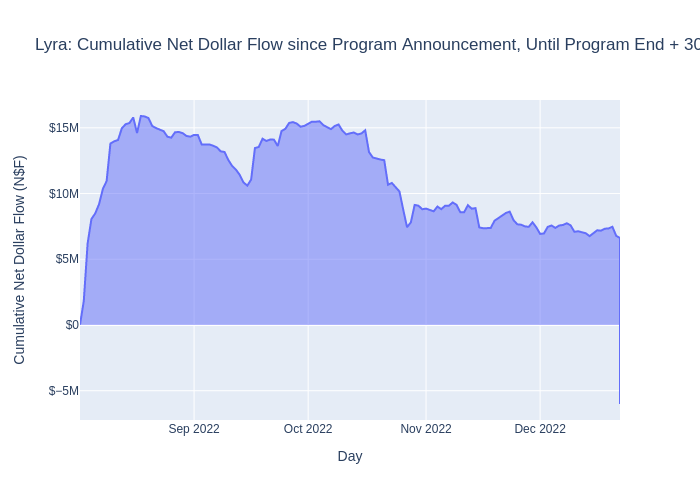 Lyra: Cumulative Net Dollar Flow since Program Announcement, Until Program End + 30
Cumulative Net Dollar Flow (N$F)
$15M
$10M
$5M
$0
$−5M
Sep 2022 Oct 2022 Nov 2022 Dec 2022
Day